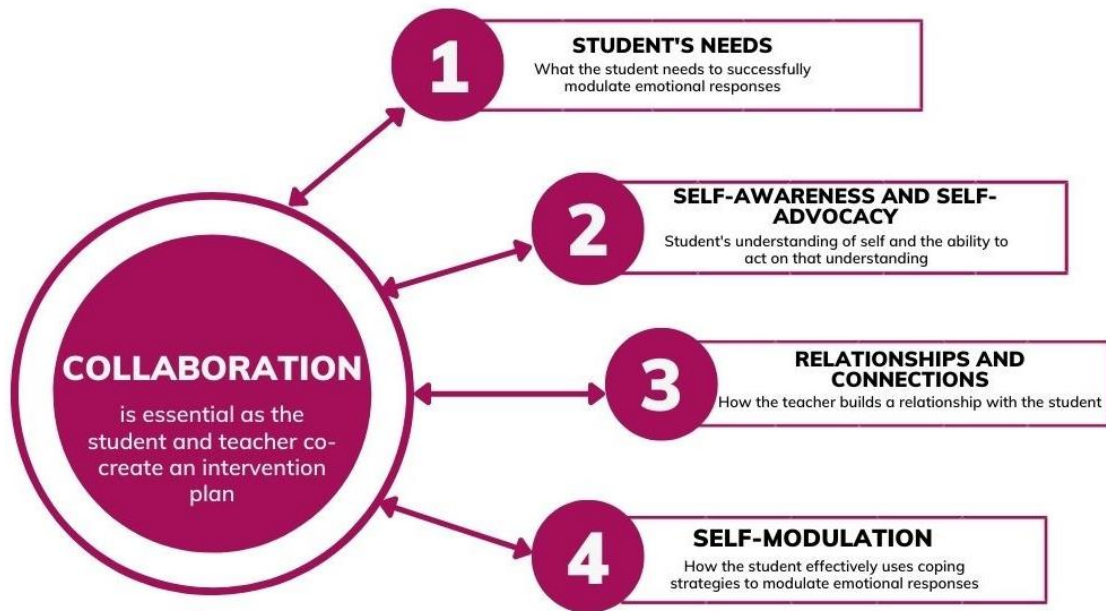 1
STUDENT'S NEEDS
What the student needs to successfully
modulate emotional responses
2
SELF-AWARENESS AND SELF-
ADVOCACY
Student's understanding of self and the ability to
act on that understanding
COLLABORATION
is essential as the
student and teacher co-
create an intervention
plan
3
RELATIONSHIPS AND
CONNECTIONS
How the teacher builds a relationship with the student
4
SELF-MODULATION
How the student effectively uses coping
strategies to modulate emotional responses